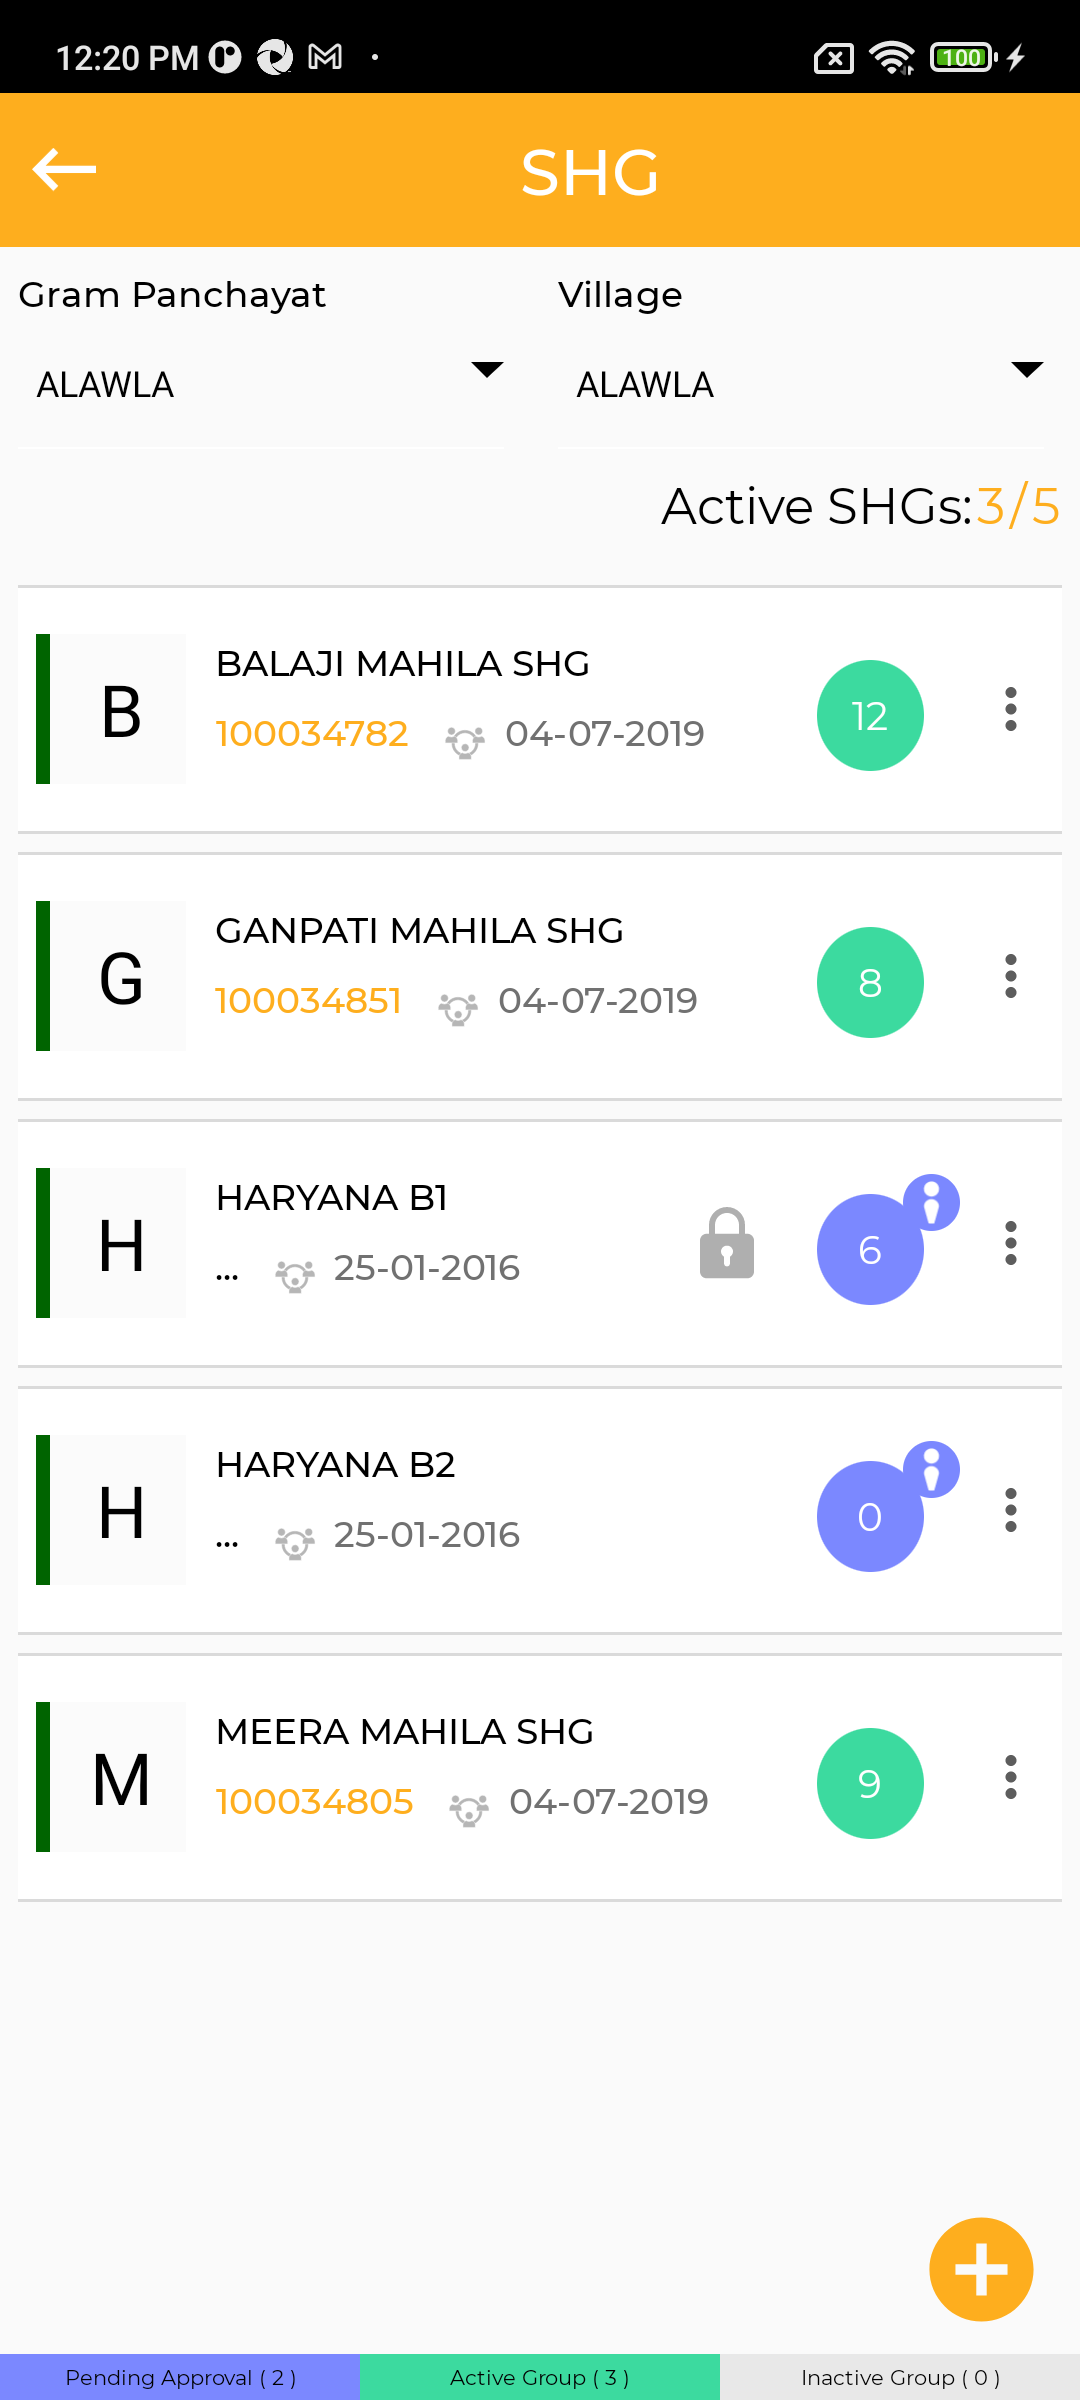 12:20 PM
100
SHG
Gram Panchayat Village
ALAWLA ALAWLA
Active SHGs: 3/5
B
BALAJI MAHILA SHG
100034782 04-07-2019
12
G
GANPATI MAHILA SHG
100034851 04-07-2019
8
H
HARYANA B1
... 25-01-2016
6
H
HARYANA B2
... 25-01-2016
0
M
MEERA MAHILA SHG
100034805 04-07-2019
9
Pending Approval ( 2 ) Active Group ( 3 ) Inactive Group ( 0 )